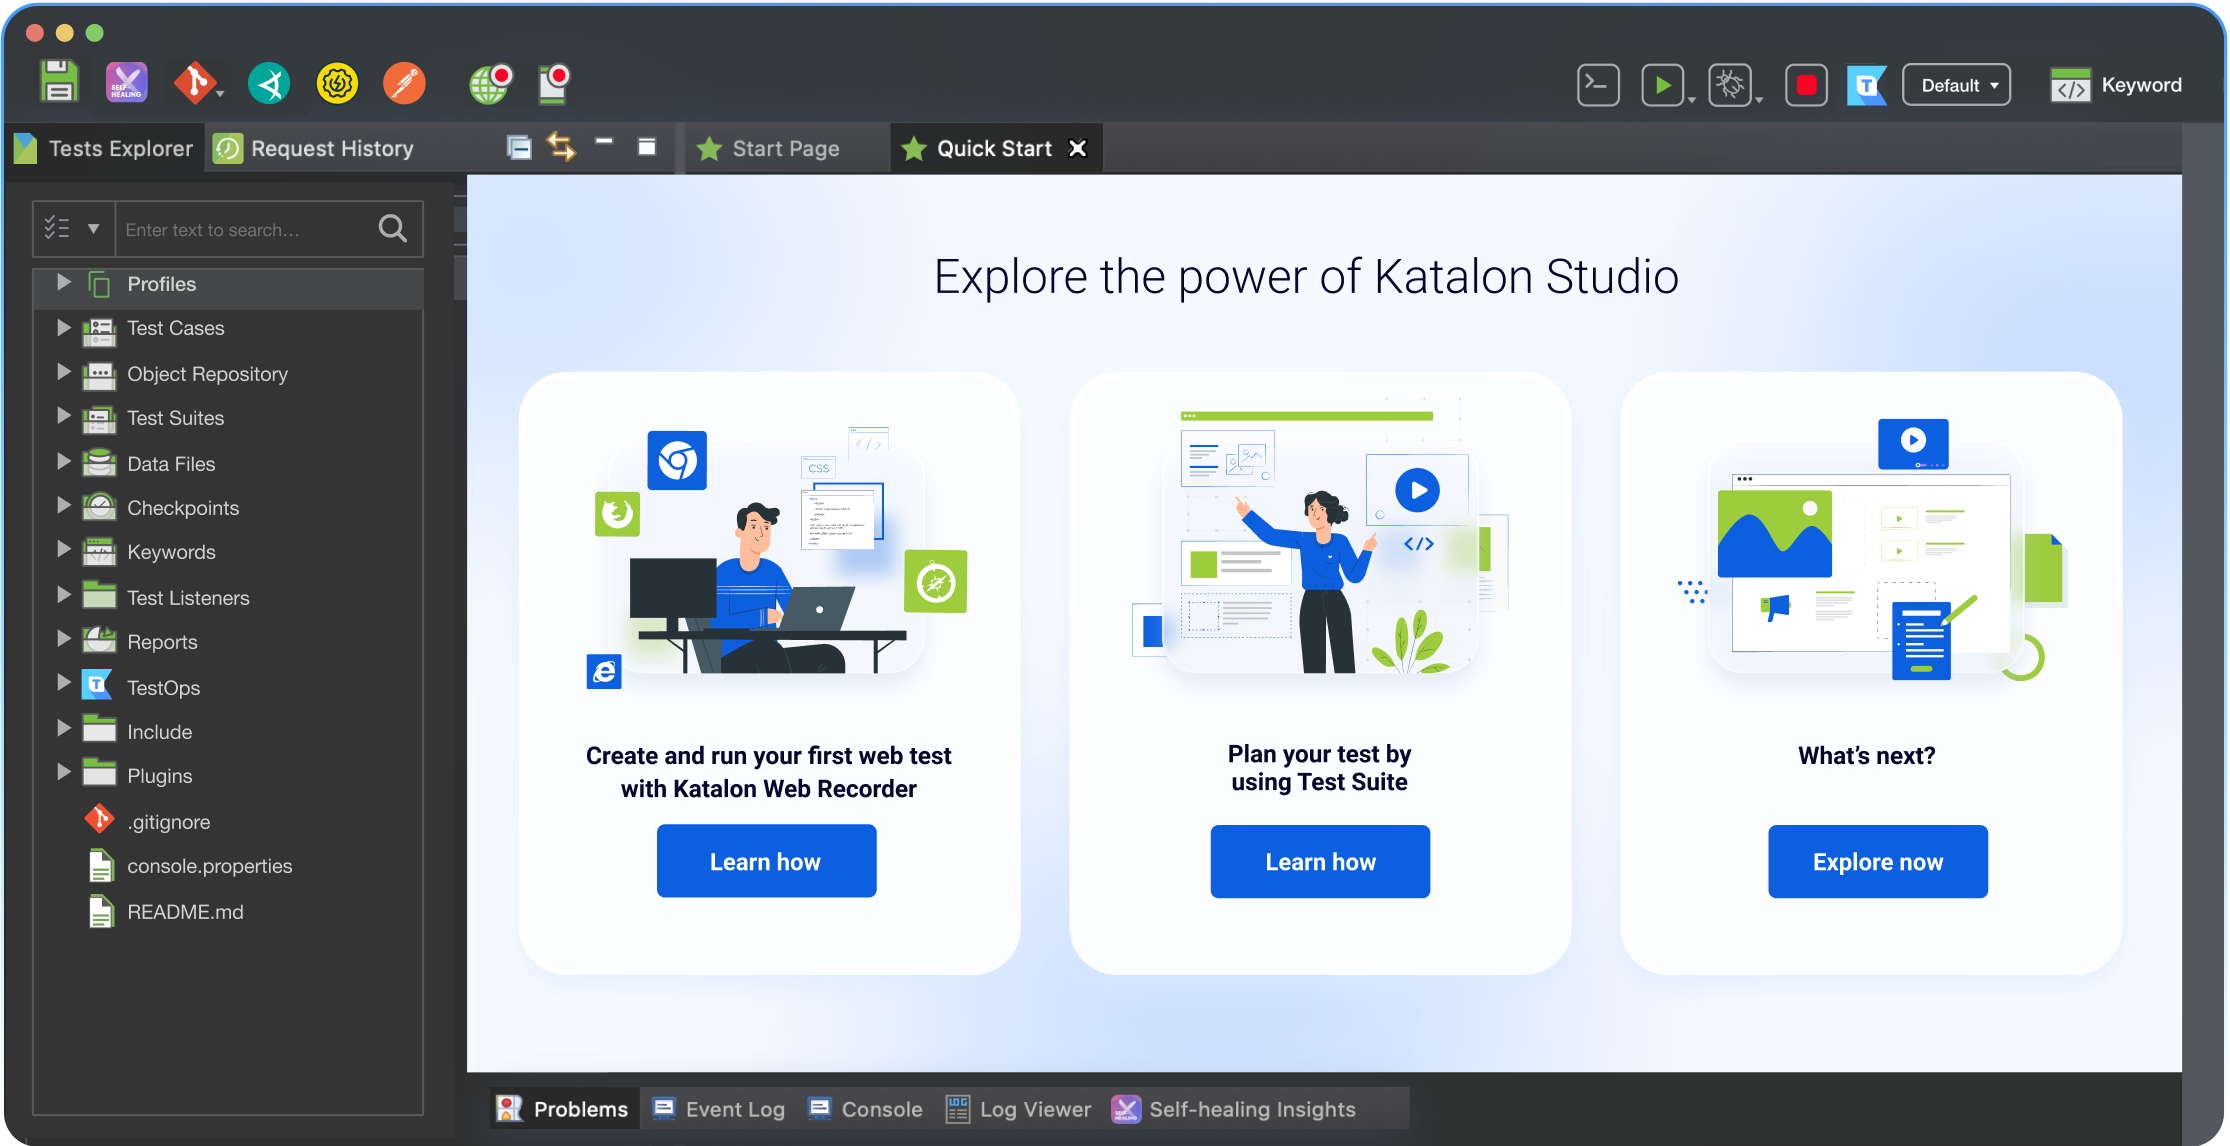 SELF-HEALING
Default
Keyword
Tests Explorer
Request History
Start Page
Quick Start
Enter text to search...
Profiles
Test Cases
Object Repository
Test Suites
Data Files
Checkpoints
Keywords
Test Listeners
Reports
TestOps
Include
Plugins
.gitignore
console.properties
README.md
Explore the power of Katalon Studio
</>
CSS
</>
Create and run your first web test
with Katalon Web Recorder
Learn how
Plan your test by
using Test Suite
Learn how
What's next?
Explore now
Problems
Event Log
Console
LOG
Log Viewer
Self-healing Insights